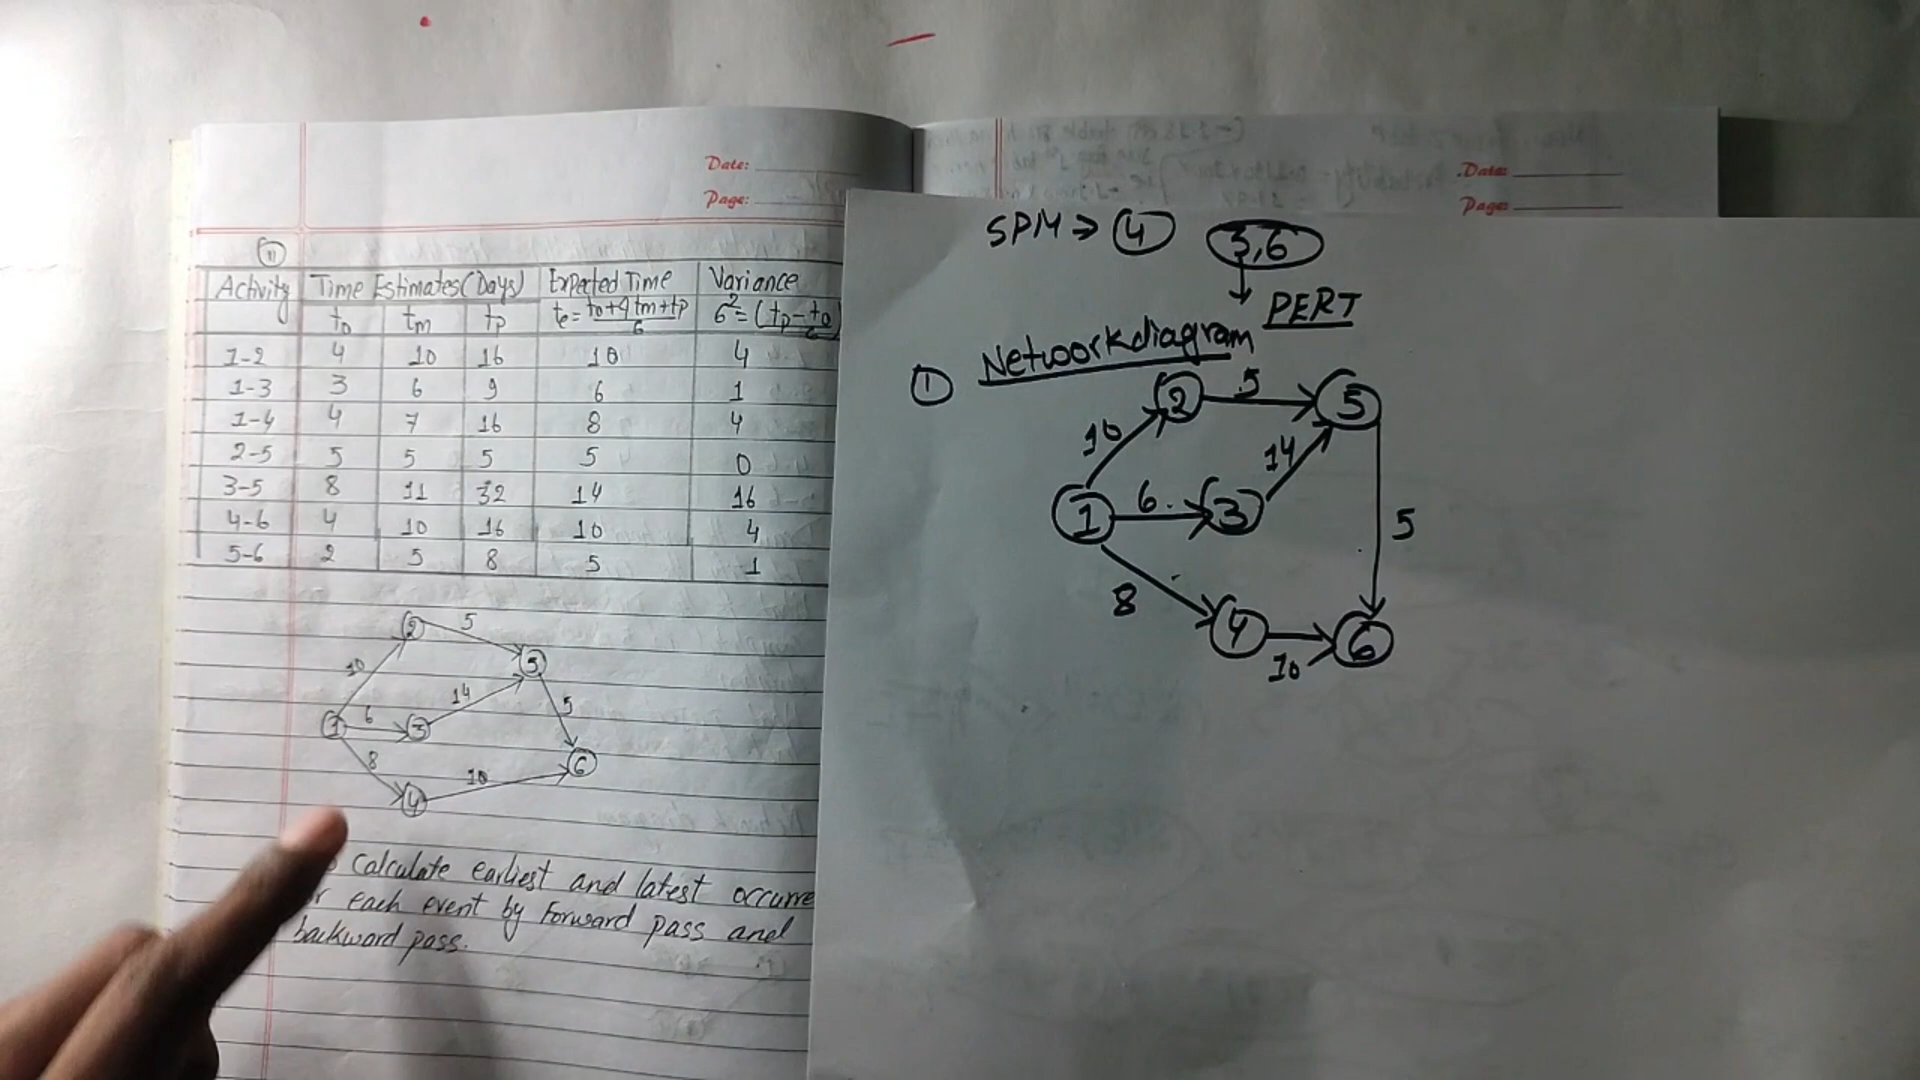 Date:
Page:
11
Activity Time Estimates (Days) Expected Time Variance
to tm tp te = to+4tm+tp/6 σ² = (tp-to/6
1-2 4 10 16 10 4
1-3 3 6 9 6 1
1-4 4 7 16 8 4
2-5 5 5 5 5 0
3-5 8 11 32 14 16
4-6 4 10 16 10 4
5-6 2 5 8 5 1
2 5
10 5
14
1 6 3 5
8 6
10
4
calculate earliest and latest occurre
each event by forward pass and
backward pass.
Date:
Page:
SPM → 4 5,6
PERT
1 Networkdiagram
2 5 5
10 14
1 6 3
5
8 4 6
10